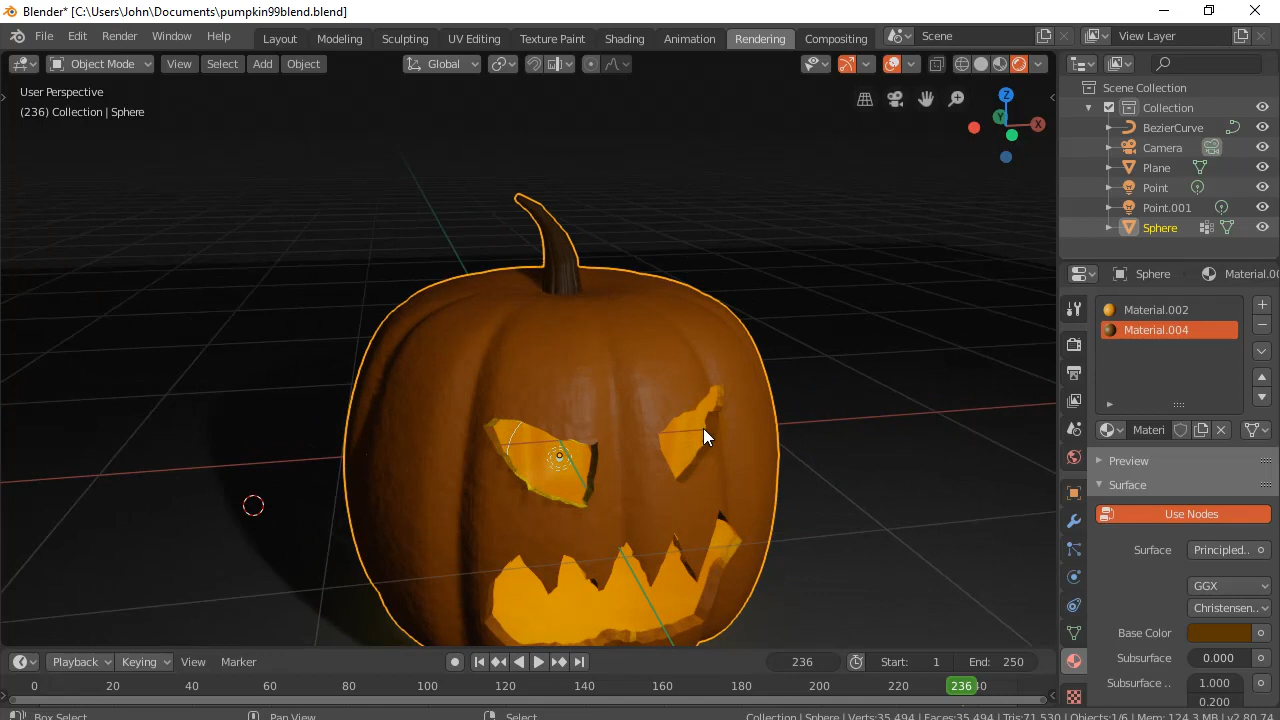 Blender* [C:\Users\John\Documents\pumpkin99blend.blend]
File Edit Render Window Help Layout Modeling Sculpting UV Editing Texture Paint Shading Animation Rendering Compositing Scene View Layer
Object Mode View Select Add Object Global
User Perspective
(236) Collection | Sphere
Z
Y
X
Scene Collection
Collection
BezierCurve
Camera
Plane
Point
Point.001
Sphere
Sphere Material.00
Material.002
Material.004
Materi
Preview
Surface
Use Nodes
Surface Principled..
GGX
Christensen..
Base Color
Subsurface 0.000
Subsurface .. 1.000
0.200
Playback Keying View Marker 236 Start: 1 End: 250
0 20 40 60 80 100 120 140 160 180 200 220 236 40
Box Select Pan View Select Collection | Sphere | Verts:35,494 | Faces:35,494 | Tris:71,530 | Objects:1/6 | Mem: 124.3 MB | v2.80.74